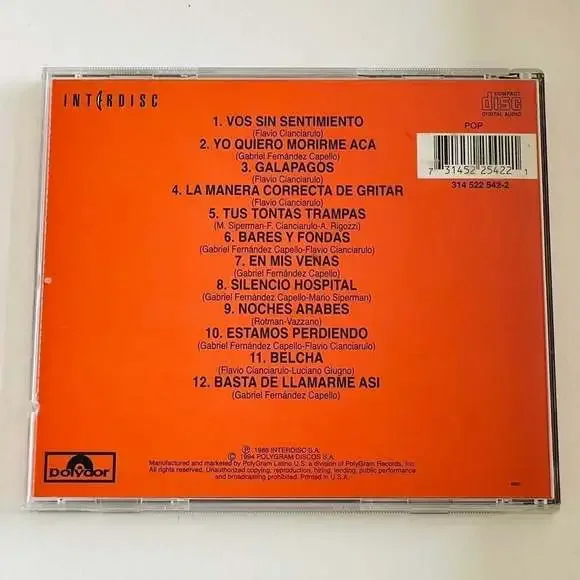 INTERDISC
COMPACT
disc
DIGITAL AUDIO
POP
7 31452 25422 1
314 522 542-2
1. VOS SIN SENTIMIENTO
(Flavio Cianciarulo)
2. YO QUIERO MORIRME ACA
(Gabriel Fernández Capello)
3. GALAPAGOS
(Flavio Cianciarulo)
4. LA MANERA CORRECTA DE GRITAR
(Flavio Cianciarulo)
5. TUS TONTAS TRAMPAS
(M. Siperman-F. Cianciarulo-A. Rigozzi)
6. BARES Y FONDAS
(Gabriel Fernández Capello-Flavio Cianciarulo)
7. EN MIS VENAS
(Gabriel Fernández Capello)
8. SILENCIO HOSPITAL
(Gabriel Fernández Capello-Mario Siperman)
9. NOCHES ARABES
(Rotman-Vazzano)
10. ESTAMOS PERDIENDO
(Gabriel Fernández Capello-Flavio Cianciarulo)
11. BELCHA
(Flavio Cianciarulo-Luciano Giugno)
12. BASTA DE LLAMARME ASI
(Gabriel Fernández Capello)
polydor
℗ 1986 INTERDISC S.A.
© 1994 POLYGRAM DISCOS S.A.
Manufactured and marketed by PolyGram Latino U.S. a division of PolyGram Records, Inc.
All rights reserved. Unauthorized copying, reproduction, hiring, lending, public performance
and broadcasting prohibited. Printed in U.S.A.